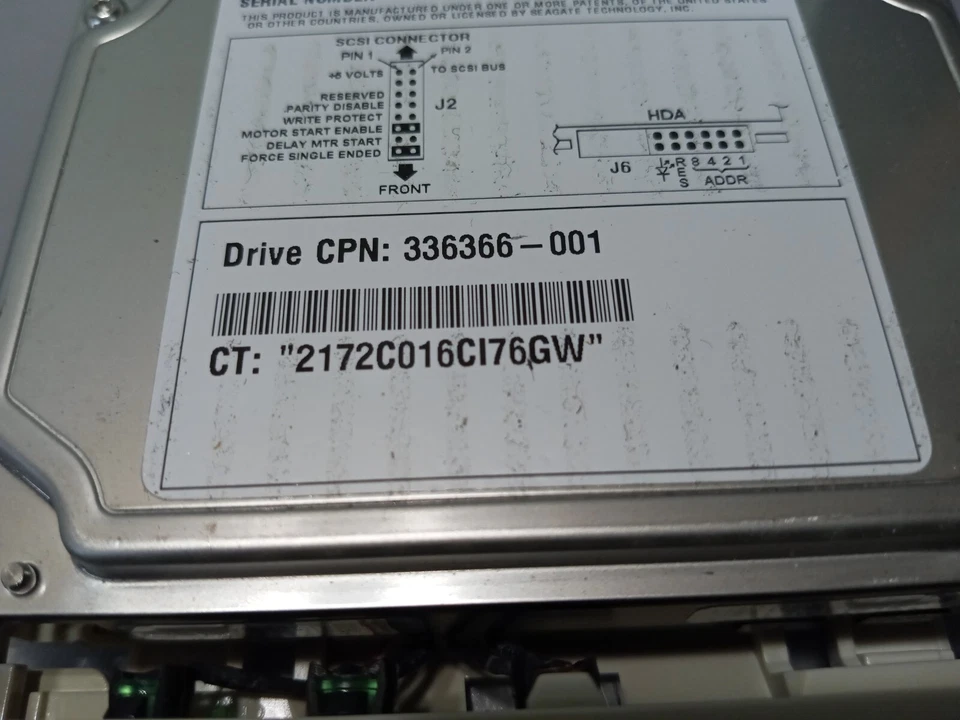 SERIAL NUMBER
THIS PRODUCT IS MANUFACTURED UNDER ONE OR MORE PATENTS, OF THE UNITED STATES
OR OTHER COUNTRIES, OWNED OR LICENSED BY SEAGATE TECHNOLOGY, INC.
SCSI CONNECTOR
PIN 1 PIN 2
+5 VOLTS TO SCSI BUS
RESERVED
PARITY DISABLE J2
WRITE PROTECT
MOTOR START ENABLE
DELAY MTR START
FORCE SINGLE ENDED
FRONT
HDA
J6 RES 8 4 2 1
ADDR
Drive CPN: 336366-001
CT: "2172C016CI76GW"